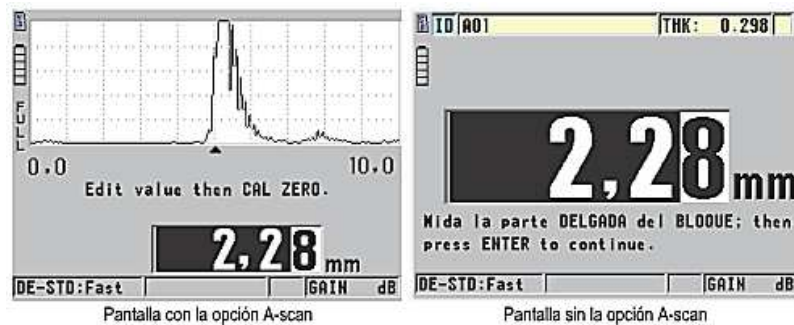 FULL
0.0 10.0
Edit value then CAL ZERO.
2,28 mm
DE-STD:Fast GAIN dB
Pantalla con la opción A-scan
ID A01 THK: 0.298
2,28 mm
Mida la parte DELGADA del BLOQUE; then
press ENTER to continue.
DE-STD:Fast GAIN dB
Pantalla sin la opción A-scan